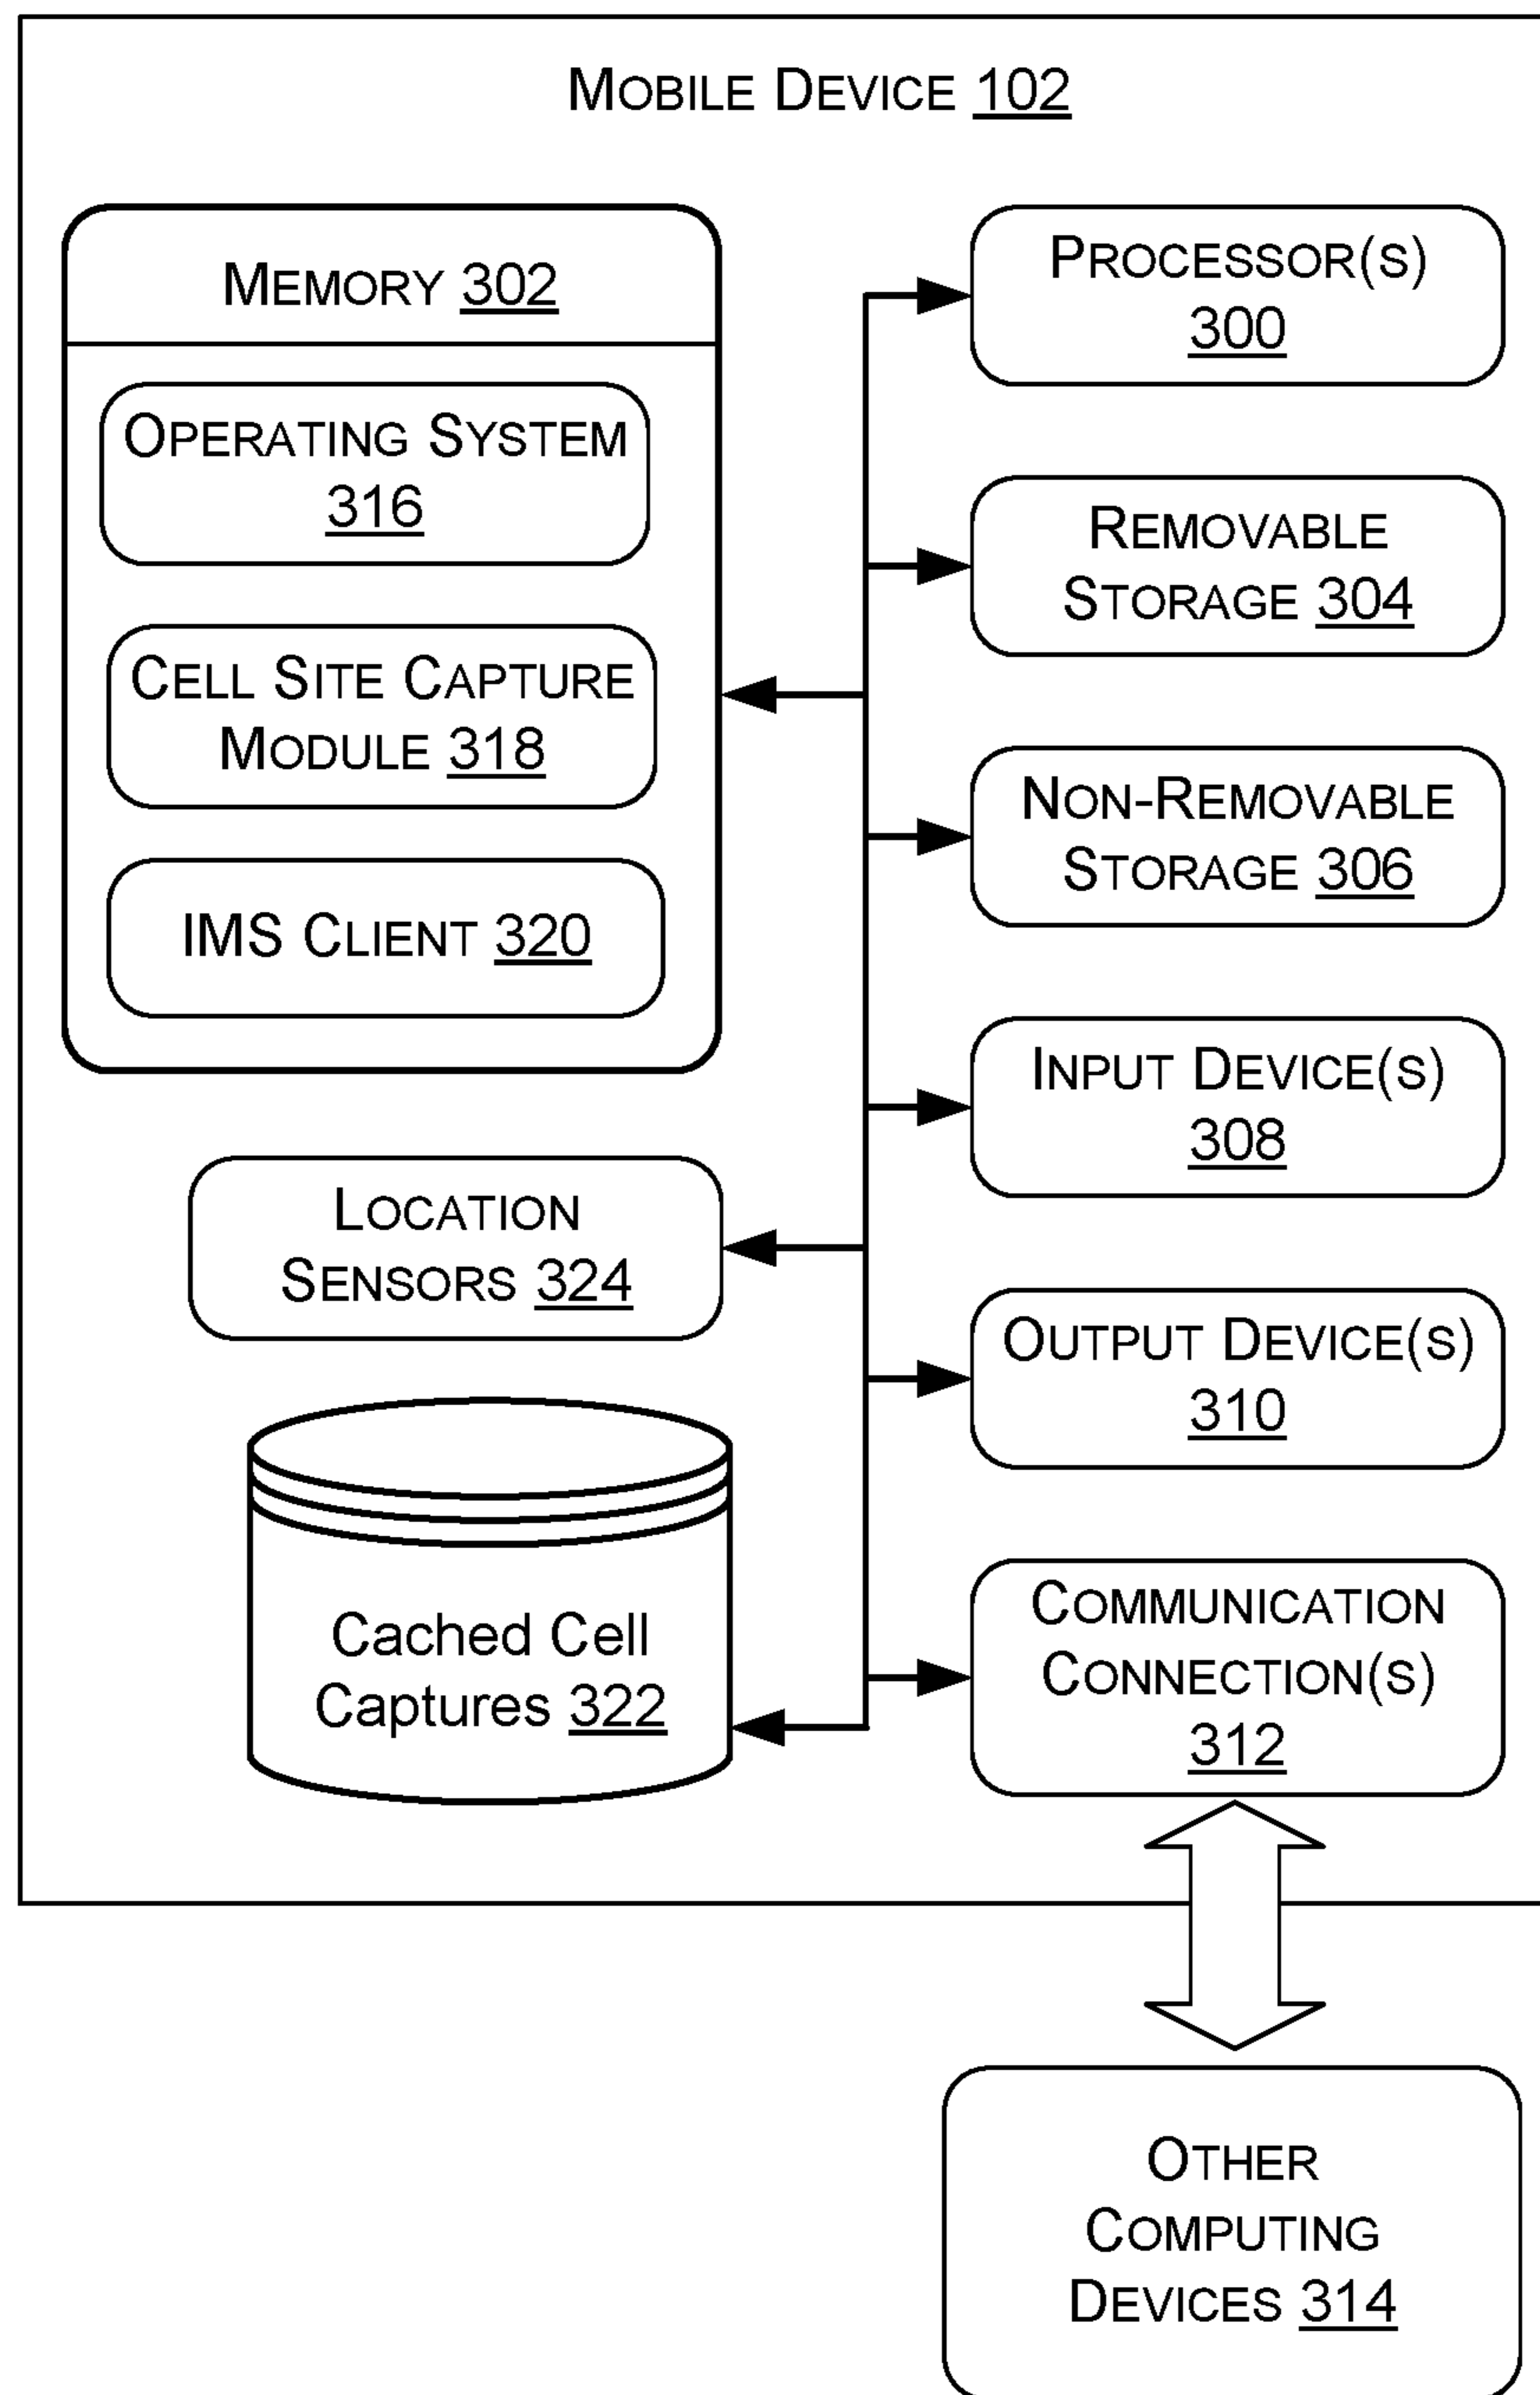 MOBILE DEVICE 102
MEMORY 302
OPERATING SYSTEM
316
CELL SITE CAPTURE
MODULE 318
IMS CLIENT 320
LOCATION
SENSORS 324
Cached Cell
Captures 322
PROCESSOR(S)
300
REMOVABLE
STORAGE 304
NON-REMOVABLE
STORAGE 306
INPUT DEVICE(S)
308
OUTPUT DEVICE(S)
310
COMMUNICATION
CONNECTION(S)
312
OTHER
COMPUTING
DEVICES 314